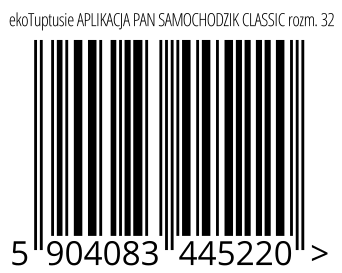 ekoTuptusie APLIKACJA PAN SAMOCHODZIK CLASSIC rozm. 32
5 904083 445220 >